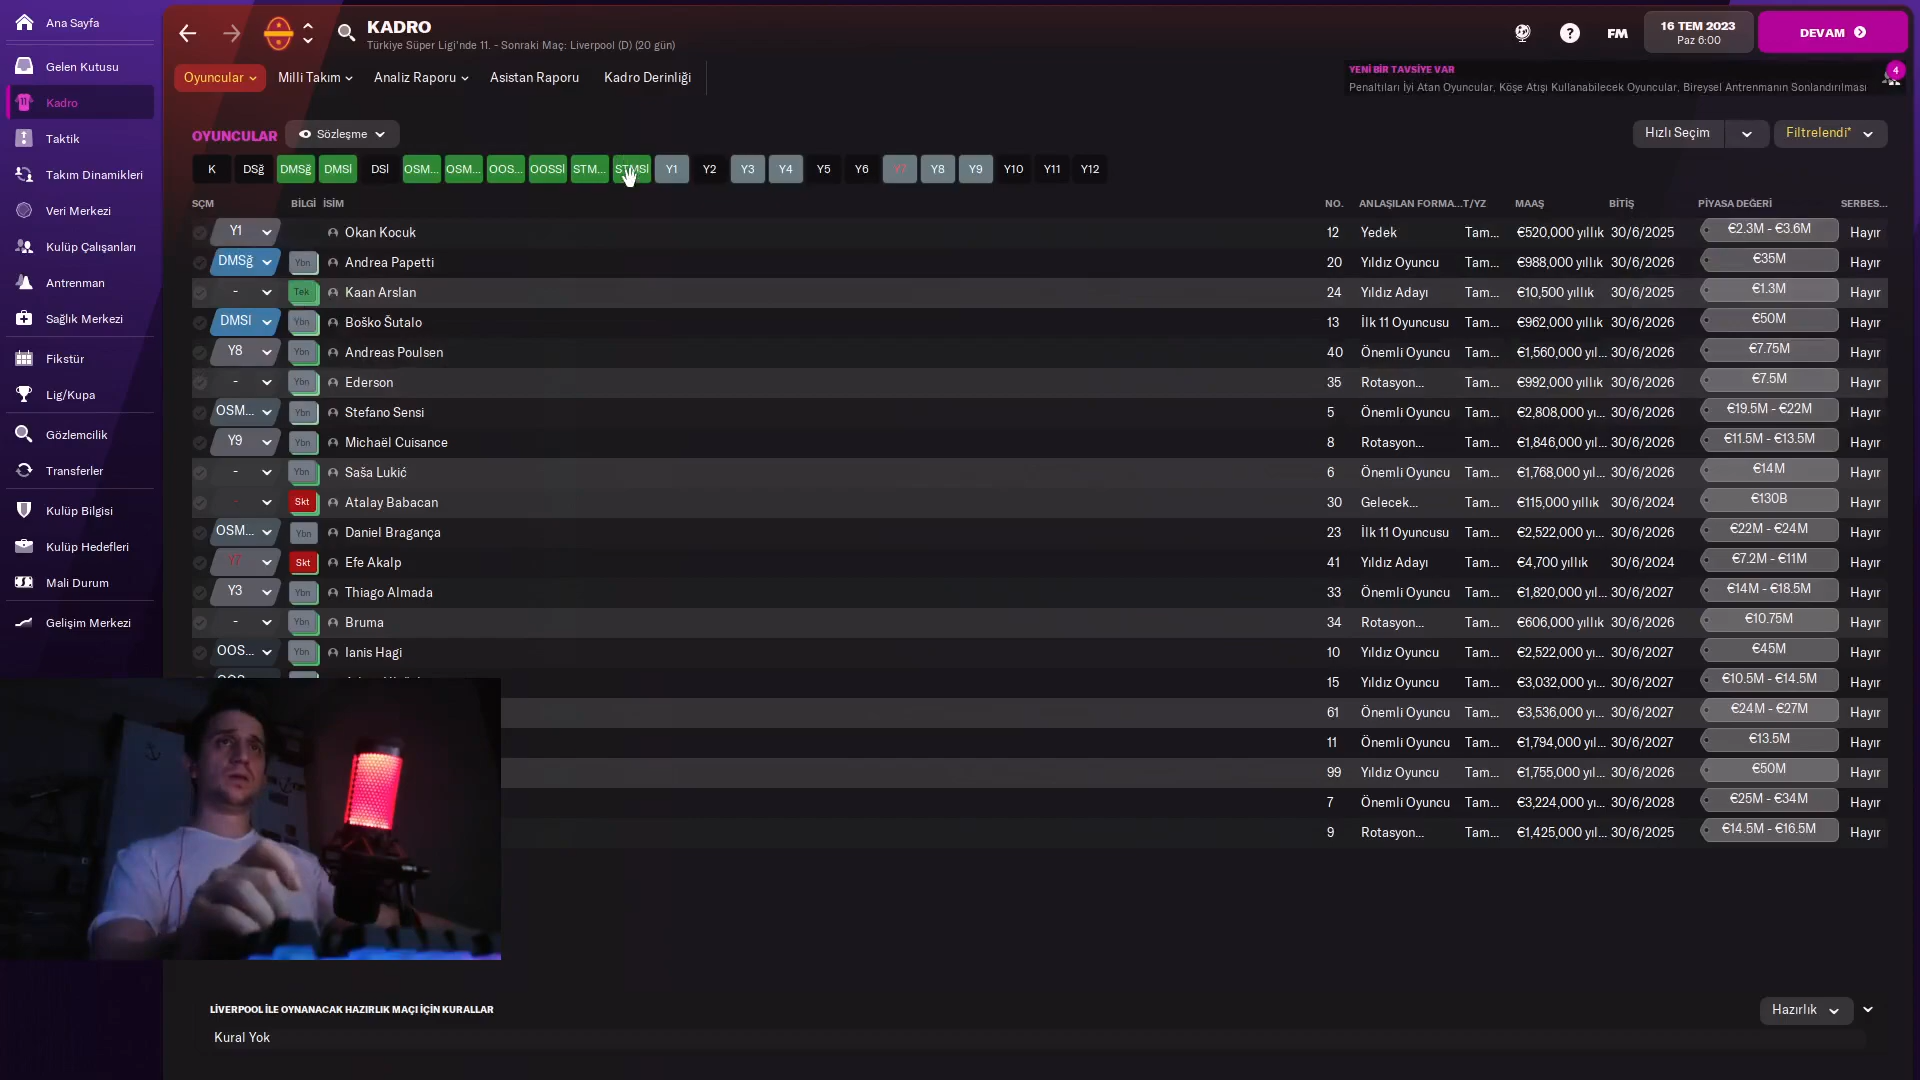 Ana Sayfa
Gelen Kutusu
Kadro
Taktik
Takım Dinamikleri
Veri Merkezi
Kulüp Çalışanları
Antrenman
Sağlık Merkezi
Fikstür
Lig/Kupa
Gözlemcilik
Transferler
Kulüp Bilgisi
Kulüp Hedefleri
Mali Durum
Gelişim Merkezi
KADRO
Türkiye Süper Ligi'nde 11. - Sonraki Maç: Liverpool (D) (20 gün)
FM
16 TEM 2023
Paz 6:00
DEVAM
Oyuncular
Milli Takım
Analiz Raporu
Asistan Raporu
Kadro Derinliği
YENİ BİR TAVSİYE VAR
4
Penaltıları İyi Atan Oyuncular, Köşe Atışı Kullanabilecek Oyuncular, Bireysel Antrenmanın Sonlandırılması
OYUNCULAR
Sözleşme
Hızlı Seçim
Filtrelendi*
K DSğ DMSğ DMSl DSl OSM... OSM... OOS... OOSSl STM... STMSl Y1 Y2 Y3 Y4 Y5 Y6 Y7 Y8 Y9 Y10 Y11 Y12
SÇM BİLGİ İSİM NO. ANLAŞILAN FORMA... T/YZ MAAŞ BİTİŞ PİYASA DEĞERİ SERBES...
Y1 Okan Kocuk 12 Yedek Tam... €520,000 yıllık 30/6/2025 €2.3M - €3.6M Hayır
DMSğ Ybn Andrea Papetti 20 Yıldız Oyuncu Tam... €988,000 yıllık 30/6/2026 €35M Hayır
- Tek Kaan Arslan 24 Yıldız Adayı Tam... €10,500 yıllık 30/6/2025 €1.3M Hayır
DMSl Ybn Boško Šutalo 13 İlk 11 Oyuncusu Tam... €962,000 yıllık 30/6/2026 €50M Hayır
Y8 Ybn Andreas Poulsen 40 Önemli Oyuncu Tam... €1,560,000 yıl... 30/6/2026 €7.75M Hayır
- Ybn Ederson 35 Rotasyon... Tam... €992,000 yıllık 30/6/2026 €7.5M Hayır
OSM... Ybn Stefano Sensi 5 Önemli Oyuncu Tam... €2,808,000 yı... 30/6/2026 €19.5M - €22M Hayır
Y9 Ybn Michaël Cuisance 8 Rotasyon... Tam... €1,846,000 yıl... 30/6/2026 €11.5M - €13.5M Hayır
- Ybn Saša Lukić 6 Önemli Oyuncu Tam... €1,768,000 yıl... 30/6/2026 €14M Hayır
- Skt Atalay Babacan 30 Gelecek... Tam... €115,000 yıllık 30/6/2024 €130B Hayır
OSM... Ybn Daniel Bragança 23 İlk 11 Oyuncusu Tam... €2,522,000 yıl... 30/6/2026 €22M - €24M Hayır
Y7 Skt Efe Akalp 41 Yıldız Adayı Tam... €4,700 yıllık 30/6/2024 €7.2M - €11M Hayır
Y3 Ybn Thiago Almada 33 Önemli Oyuncu Tam... €1,820,000 yıl... 30/6/2027 €14M - €18.5M Hayır
- Ybn Bruma 34 Rotasyon... Tam... €606,000 yıllık 30/6/2026 €10.75M Hayır
OOS... Ybn Ianis Hagi 10 Yıldız Oyuncu Tam... €2,522,000 yıl... 30/6/2027 €45M Hayır
15 Yıldız Oyuncu Tam... €3,032,000 yı... 30/6/2027 €10.5M - €14.5M Hayır
61 Önemli Oyuncu Tam... €3,536,000 yı... 30/6/2027 €24M - €27M Hayır
11 Önemli Oyuncu Tam... €1,794,000 yıl... 30/6/2027 €13.5M Hayır
99 Yıldız Oyuncu Tam... €1,755,000 yıl... 30/6/2026 €50M Hayır
7 Önemli Oyuncu Tam... €3,224,000 yı... 30/6/2028 €25M - €34M Hayır
9 Rotasyon... Tam... €1,425,000 yıl... 30/6/2025 €14.5M - €16.5M Hayır
LİVERPOOL İLE OYNANACAK HAZIRLIK MAÇI İÇİN KURALLAR
Hazırlık
Kural Yok